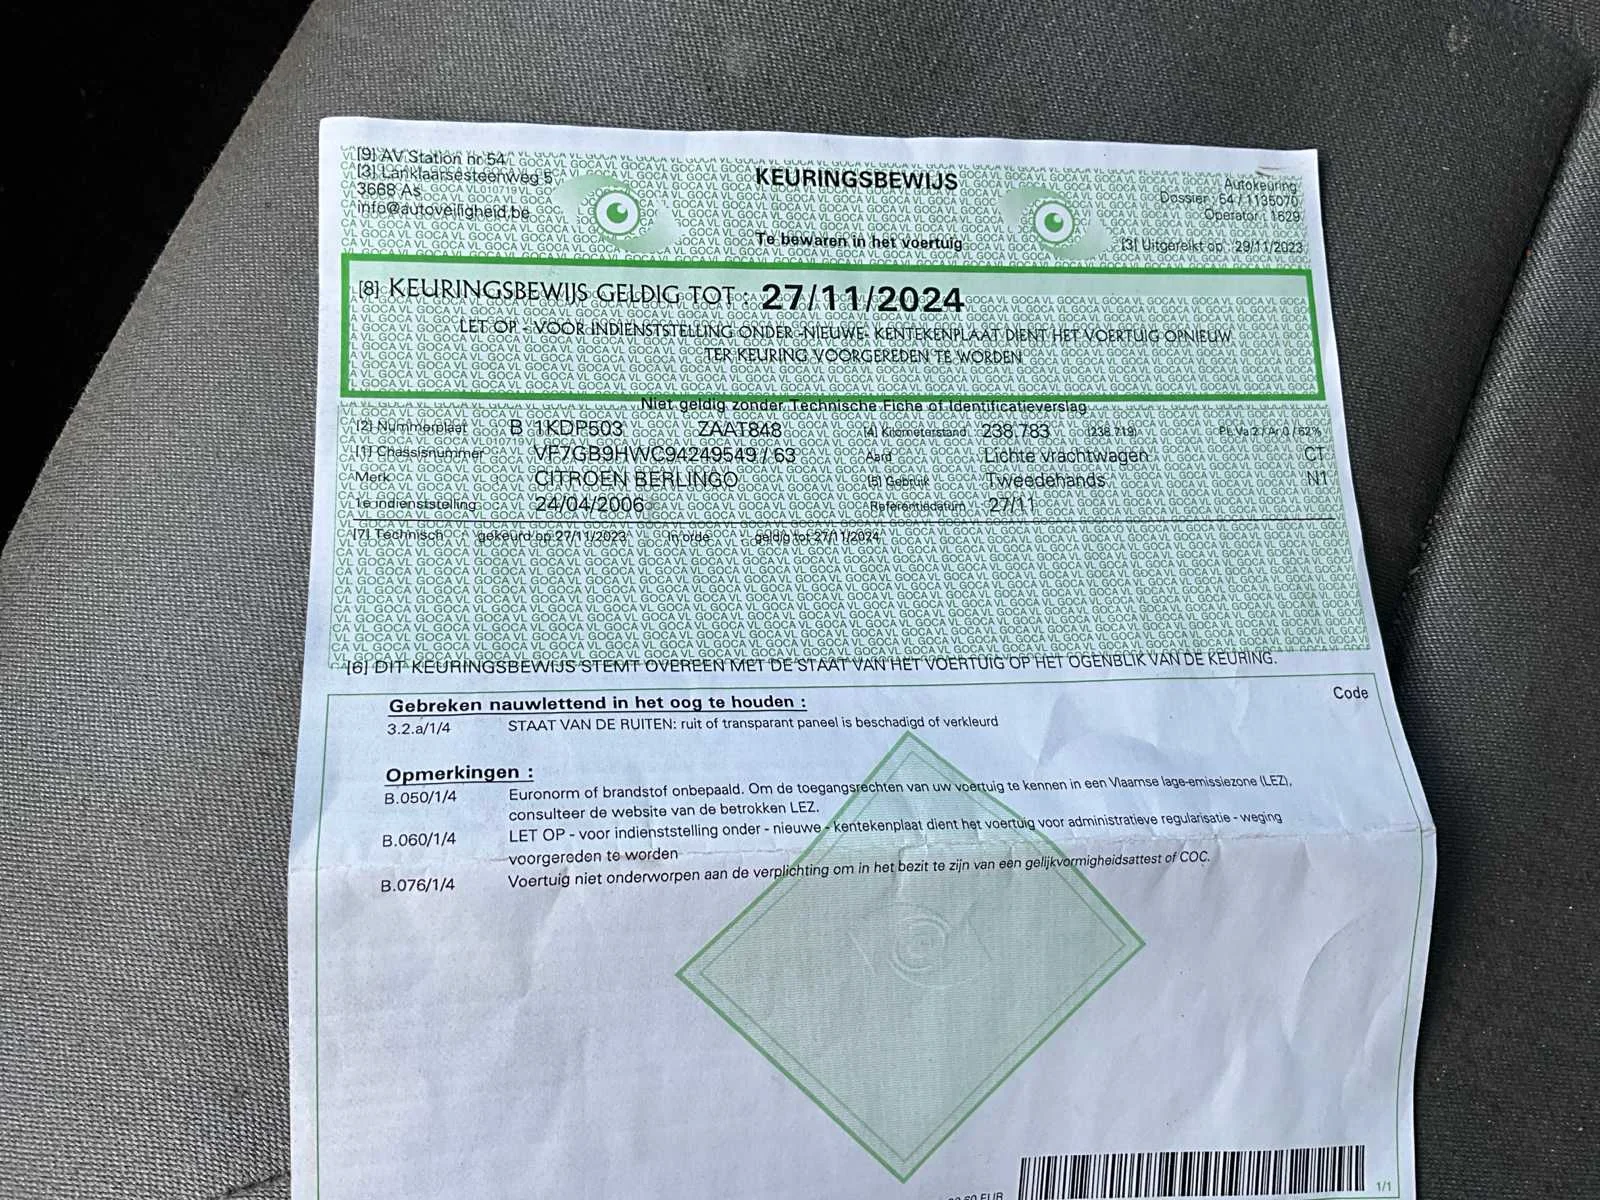 [9] AV Station nr 54
[3] Lanklaarsesteenweg 5
3668 As
info@autoveiligheid.be
KEURINGSBEWIJS
Te bewaren in het voertuig
Autokeuring
Dossier : 54 / 1135070
Operator : 1629
[3] Uitgereikt op : 29/11/2023
[8] KEURINGSBEWIJS GELDIG TOT : 27/11/2024
LET OP - VOOR INDIENSTSTELLING ONDER -NIEUWE- KENTEKENPLAAT DIENT HET VOERTUIG OPNIEUW
TER KEURING VOORGEREDEN TE WORDEN
Niet geldig zonder Technische Fiche of Identificatieverslag
[2] Nummerplaat B 1KDP503 ZAAT848 [4] Kilometerstand 238.783 (238.719) PL Va 2 / Ar 0 / 62%
[1] Chassisnummer VF7GB9HWC94249549 / 63 Aard Lichte vrachtwagen CT
Merk CITROEN BERLINGO [5] Gebruik Tweedehands N1
1e indienststelling 24/04/2006 Referentiedatum 27/11
[7] Technisch gekeurd op 27/11/2023 In orde geldig tot 27/11/2024
[6] DIT KEURINGSBEWIJS STEMT OVEREEN MET DE STAAT VAN HET VOERTUIG OP HET OGENBLIK VAN DE KEURING.
Gebreken nauwlettend in het oog te houden : Code
3.2.a/1/4 STAAT VAN DE RUITEN: ruit of transparant paneel is beschadigd of verkleurd
Opmerkingen :
B.050/1/4 Euronorm of brandstof onbepaald. Om de toegangsrechten van uw voertuig te kennen in een Vlaamse lage-emissiezone (LEZ),
consulteer de website van de betrokken LEZ.
B.060/1/4 LET OP - voor indienststelling onder - nieuwe - kentekenplaat dient het voertuig voor administratieve regularisatie - weging
voorgereden te worden
B.076/1/4 Voertuig niet onderworpen aan de verplichting om in het bezit te zijn van een gelijkvormigheidsattest of COC.
EUR
1/1